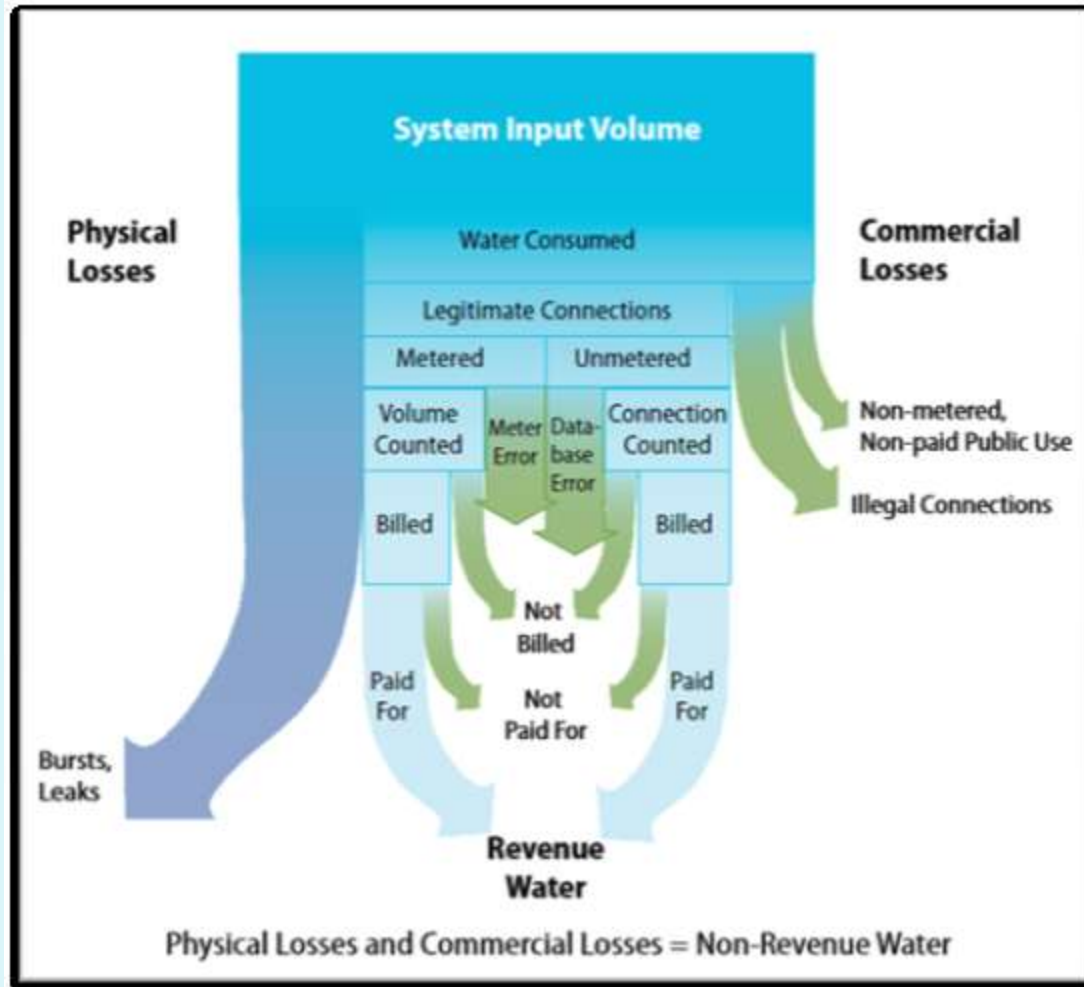 System Input Volume
Physical
Losses
Water Consumed
Commercial
Losses
Legitimate Connections
Metered
Unmetered
Volume
Counted
Meter
Error
Data-
base
Error
Connection
Counted
Non-metered,
Non-paid Public Use
Illegal Connections
Billed
Billed
Not
Billed
Paid
For
Not
Paid For
Paid
For
Bursts,
Leaks
Revenue
Water
Physical Losses and Commercial Losses = Non-Revenue Water